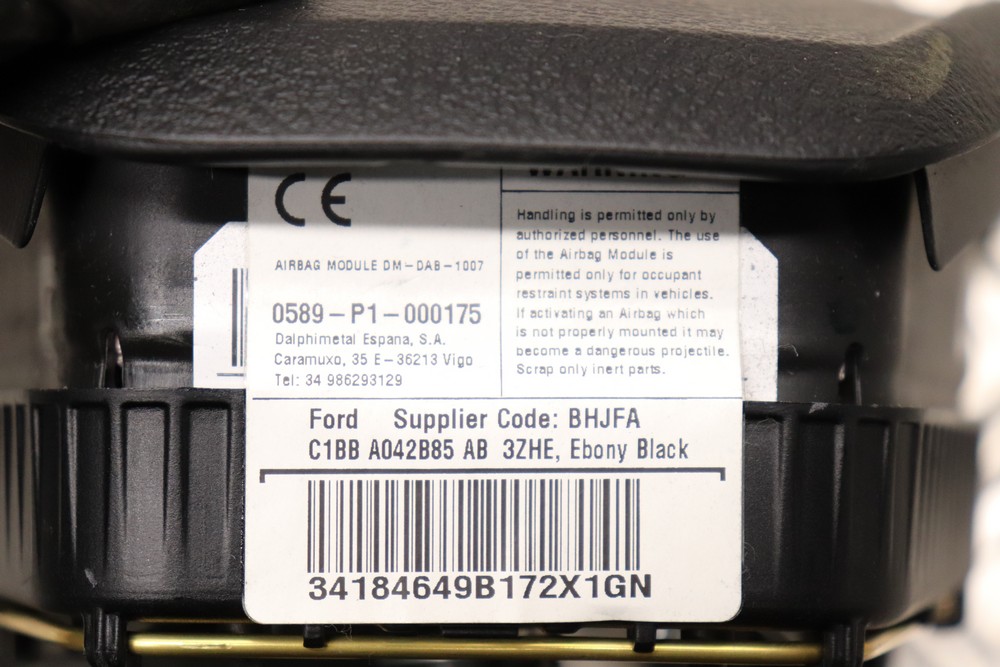 CE
AIRBAG MODULE DM-DAB-1007
0589-P1-000175
Dalphimetal Espana, S.A.
Caramuxo, 35 E-36213 Vigo
Tel: 34 986293129
Handling is permitted only by
authorized personnel. The use
of the Airbag Module is
permitted only for occupant
restraint systems in vehicles.
If activating an Airbag which
is not properly mounted it may
become a dangerous projectile.
Scrap only inert parts.
Ford Supplier Code: BHJFA
C1BB A042B85 AB 3ZHE, Ebony Black
34184649B172X1GN